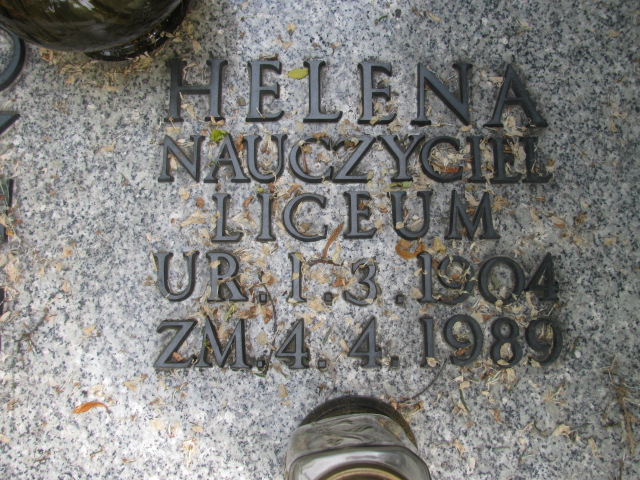 HELENA
NAUCZYCIEL
LICEUM
UR. 1.3.1904
ZM. 4.4.1989